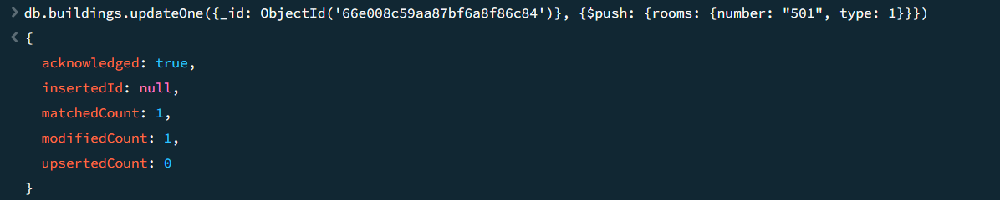 > db.buildings.updateOne({_id: ObjectId('66e008c59aa87bf6a8f86c84')}, {$push: {rooms: {number: "501", type: 1}}})
< {
acknowledged: true,
insertedId: null,
matchedCount: 1,
modifiedCount: 1,
upsertedCount: 0
}